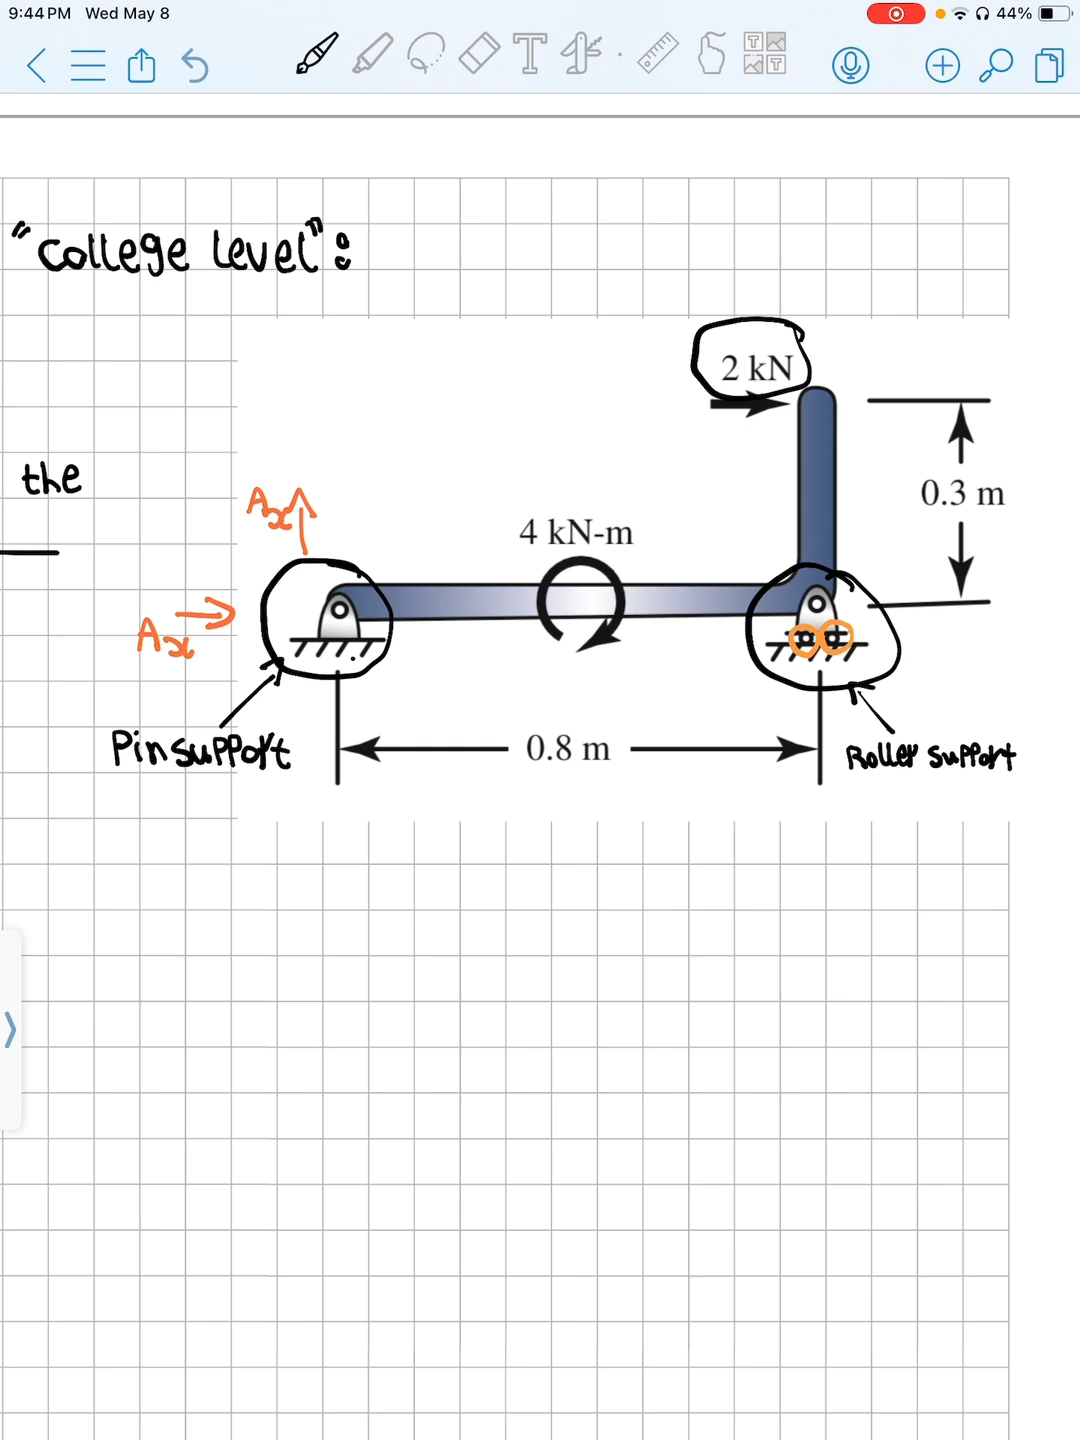 9:44 PM Wed May 8
44%
"College level":
2 kN
the
Ax
0.3 m
4 kN-m
Ax
Pin support
0.8 m
Roller support